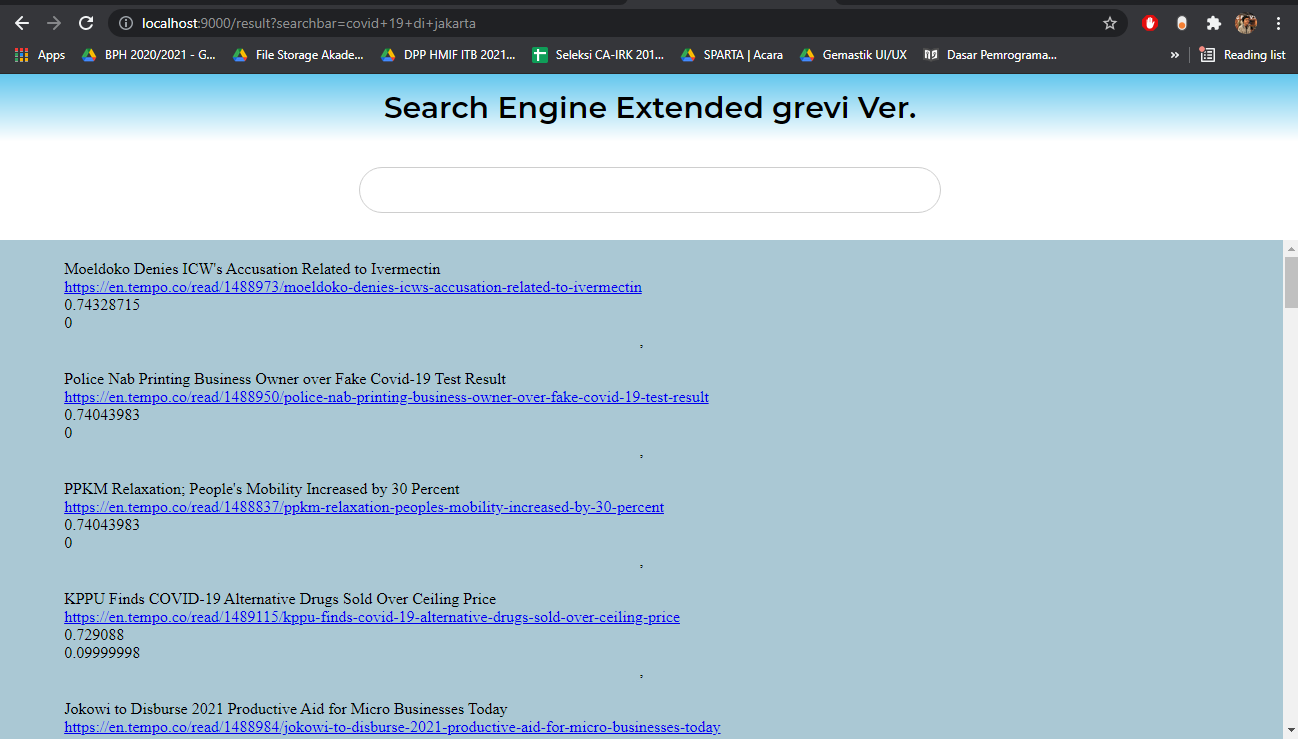 localhost:9000/result?searchbar=covid+19+di+jakarta
Apps BPH 2020/2021 - G... File Storage Akade... DPP HMIF ITB 2021... Seleksi CA-IRK 201... SPARTA | Acara Gemastik UI/UX Dasar Pemrograma... » Reading list
Search Engine Extended grevi Ver.
Moeldoko Denies ICW's Accusation Related to Ivermectin
https://en.tempo.co/read/1488973/moeldoko-denies-icws-accusation-related-to-ivermectin
0.74328715
0
,
Police Nab Printing Business Owner over Fake Covid-19 Test Result
https://en.tempo.co/read/1488950/police-nab-printing-business-owner-over-fake-covid-19-test-result
0.74043983
0
,
PPKM Relaxation; People's Mobility Increased by 30 Percent
https://en.tempo.co/read/1488837/ppkm-relaxation-peoples-mobility-increased-by-30-percent
0.74043983
0
,
KPPU Finds COVID-19 Alternative Drugs Sold Over Ceiling Price
https://en.tempo.co/read/1489115/kppu-finds-covid-19-alternative-drugs-sold-over-ceiling-price
0.729088
0.09999998
,
Jokowi to Disburse 2021 Productive Aid for Micro Businesses Today
https://en.tempo.co/read/1488984/jokowi-to-disburse-2021-productive-aid-for-micro-businesses-today